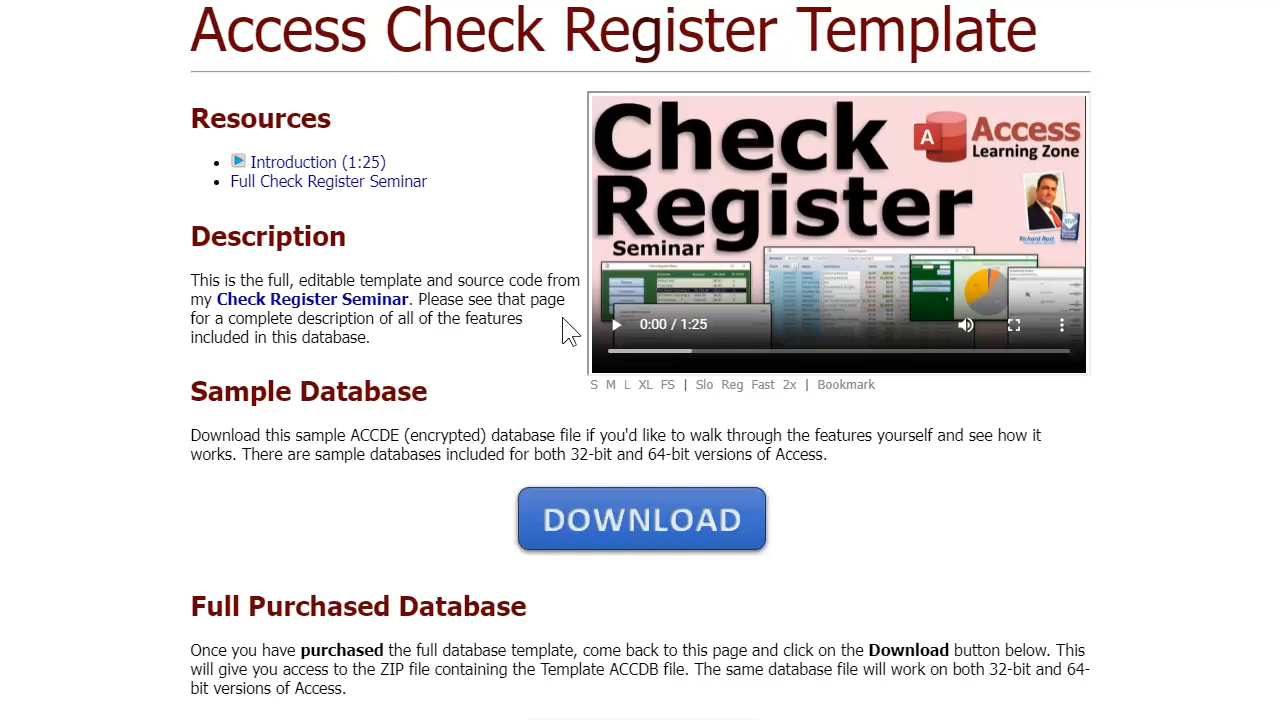 Access Check Register Template
Resources
Introduction (1:25)
Full Check Register Seminar
Description
This is the full, editable template and source code from
my Check Register Seminar. Please see that page
for a complete description of all of the features
included in this database.
Check
Register
Seminar
A Access
Learning Zone
Richard Rost
0:00 / 1:25
S M L XL FS | Slo Reg Fast 2x | Bookmark
Sample Database
Download this sample ACCDE (encrypted) database file if you'd like to walk through the features yourself and see how it
works. There are sample databases included for both 32-bit and 64-bit versions of Access.
DOWNLOAD
Full Purchased Database
Once you have purchased the full database template, come back to this page and click on the Download button below. This
will give you access to the ZIP file containing the Template ACCDB file. The same database file will work on both 32-bit and 64-
bit versions of Access.